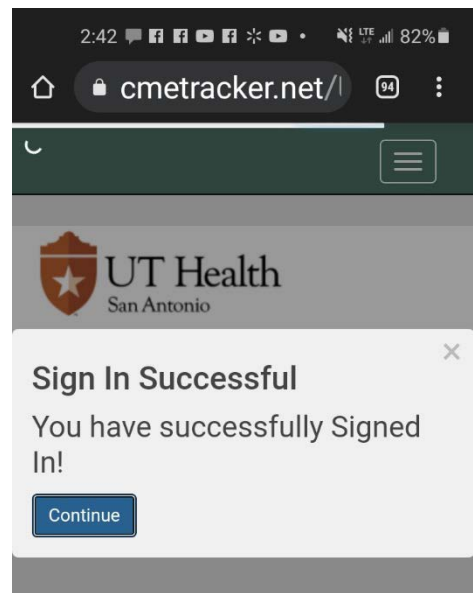 2:42 LTE 82%
cmetracker.net/ 94
UT Health
San Antonio
Sign In Successful
You have successfully Signed
In!
Continue